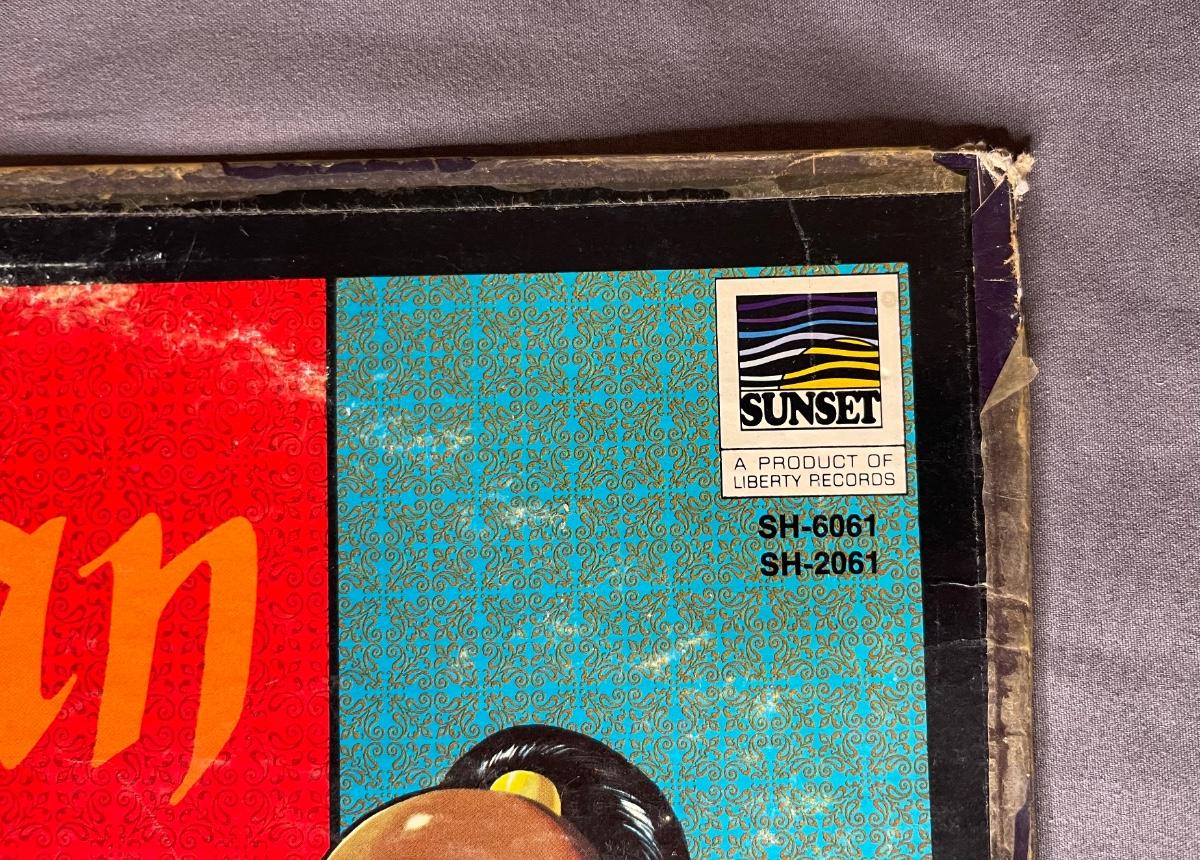 an
SUNSET
A PRODUCT OF
LIBERTY RECORDS
SH-6061
SH-2061